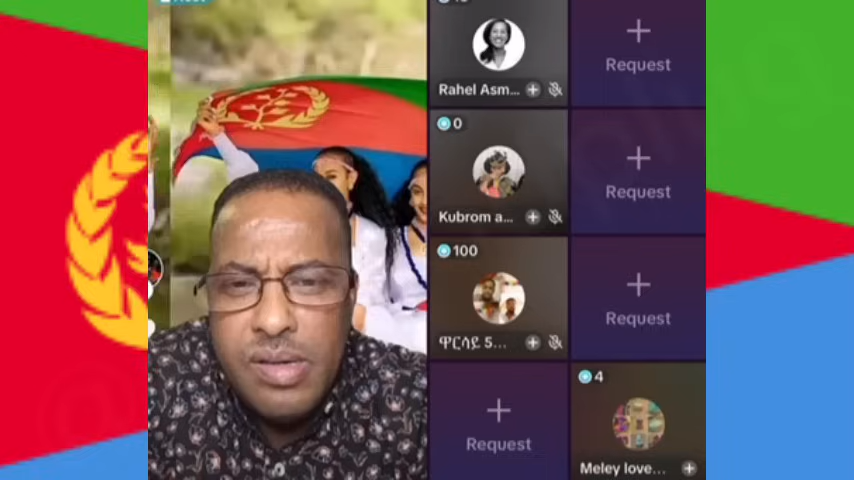 Rahel Asm...
Request
0
Kubrom a...
Request
100
ዋርሳይ 5...
Request
Request
4
Meley love...